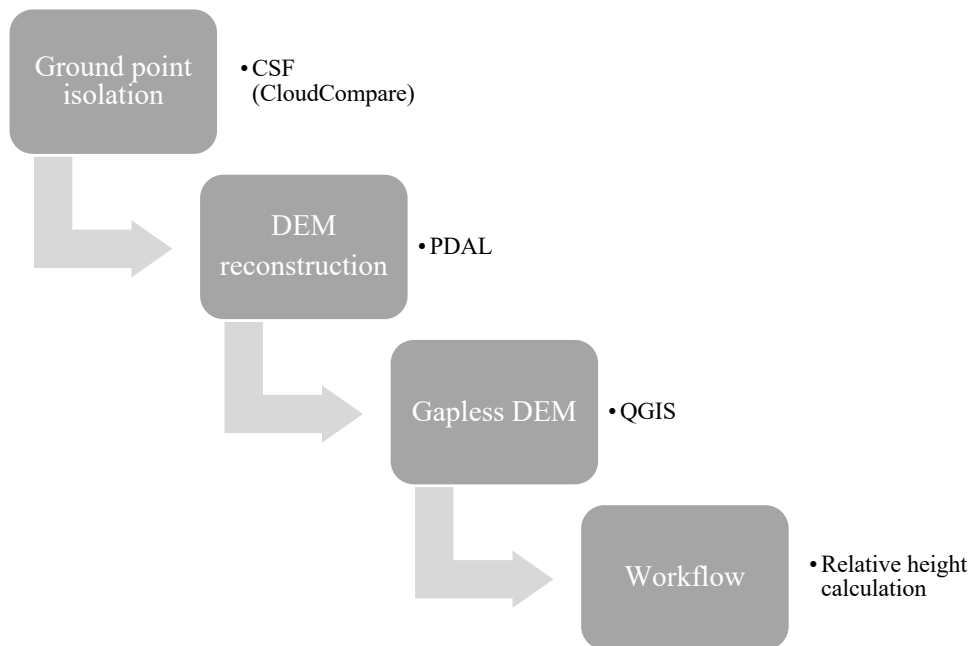 Ground point
isolation
• CSF
(CloudCompare)
DEM
reconstruction
• PDAL
Gapless DEM
• QGIS
Workflow
• Relative height
calculation